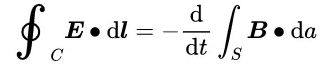 ∮_C E • dl = − d/dt ∫_S B • da